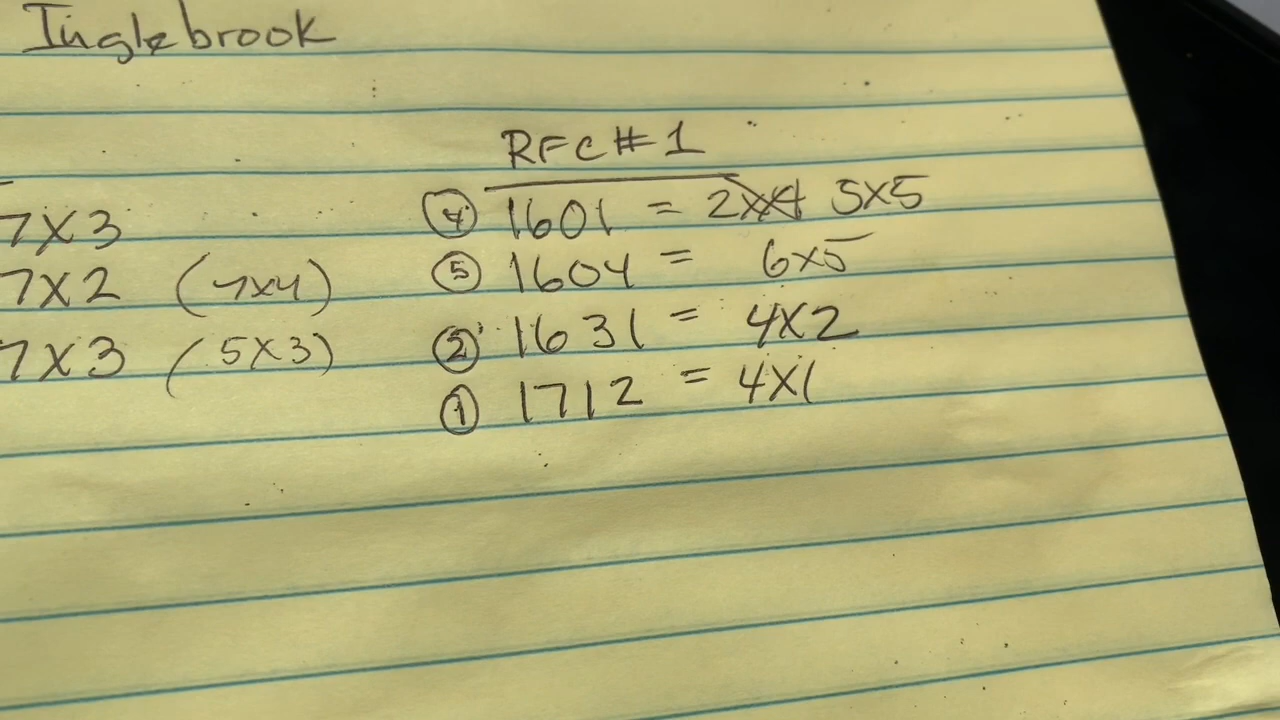 Inglebrook
RFC #1
7X3
④ 1601 = 5X5
7X2 (7X4)
⑤ 1604 = 6X5
7X3 (5X3)
② 1631 = 4X2
① 1712 = 4X1